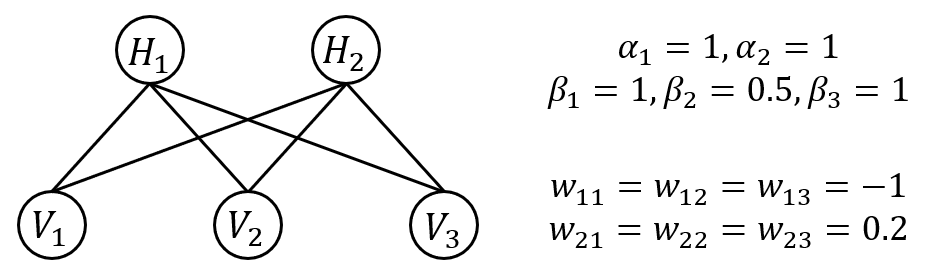 H₁ H₂
α₁ = 1, α₂ = 1
β₁ = 1, β₂ = 0.5, β₃ = 1
w₁₁ = w₁₂ = w₁₃ = −1
V₁ V₂ V₃
w₂₁ = w₂₂ = w₂₃ = 0.2